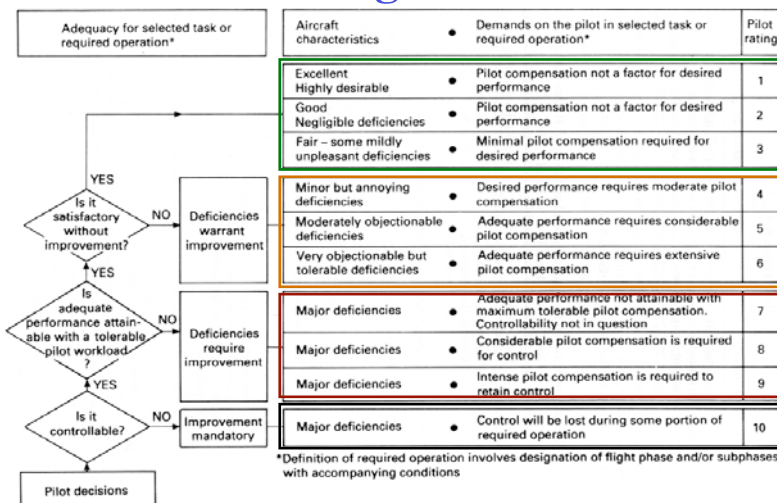 Adequacy for selected task or
required operation*
Aircraft
characteristics
• Demands on the pilot in selected task or
required operation*
Pilot
rating
Excellent
Highly desirable
• Pilot compensation not a factor for desired
performance
1
Good
Negligible deficiencies
• Pilot compensation not a factor for desired
performance
2
Fair – some mildly
unpleasant deficiencies
• Minimal pilot compensation required for
desired performance
3
YES
Is it
satisfactory
without
improvement?
NO
Deficiencies
warrant
improvement
Minor but annoying
deficiencies
• Desired performance requires moderate pilot
compensation
4
Moderately objectionable
deficiencies
• Adequate performance requires considerable
pilot compensation
5
Very objectionable but
tolerable deficiencies
• Adequate performance requires extensive
pilot compensation
6
YES
Is
adequate
performance attain-
able with a tolerable
pilot workload
?
NO
Deficiencies
require
improvement
Major deficiencies
• Adequate performance not attainable with
maximum tolerable pilot compensation.
Controllability not in question
7
Major deficiencies
• Considerable pilot compensation is required
for control
8
Major deficiencies
• Intense pilot compensation is required to
retain control
9
YES
Is it
controllable?
NO
Improvement
mandatory
Major deficiencies
• Control will be lost during some portion of
required operation
10
Pilot decisions
*Definition of required operation involves designation of flight phase and/or subphases
with accompanying conditions